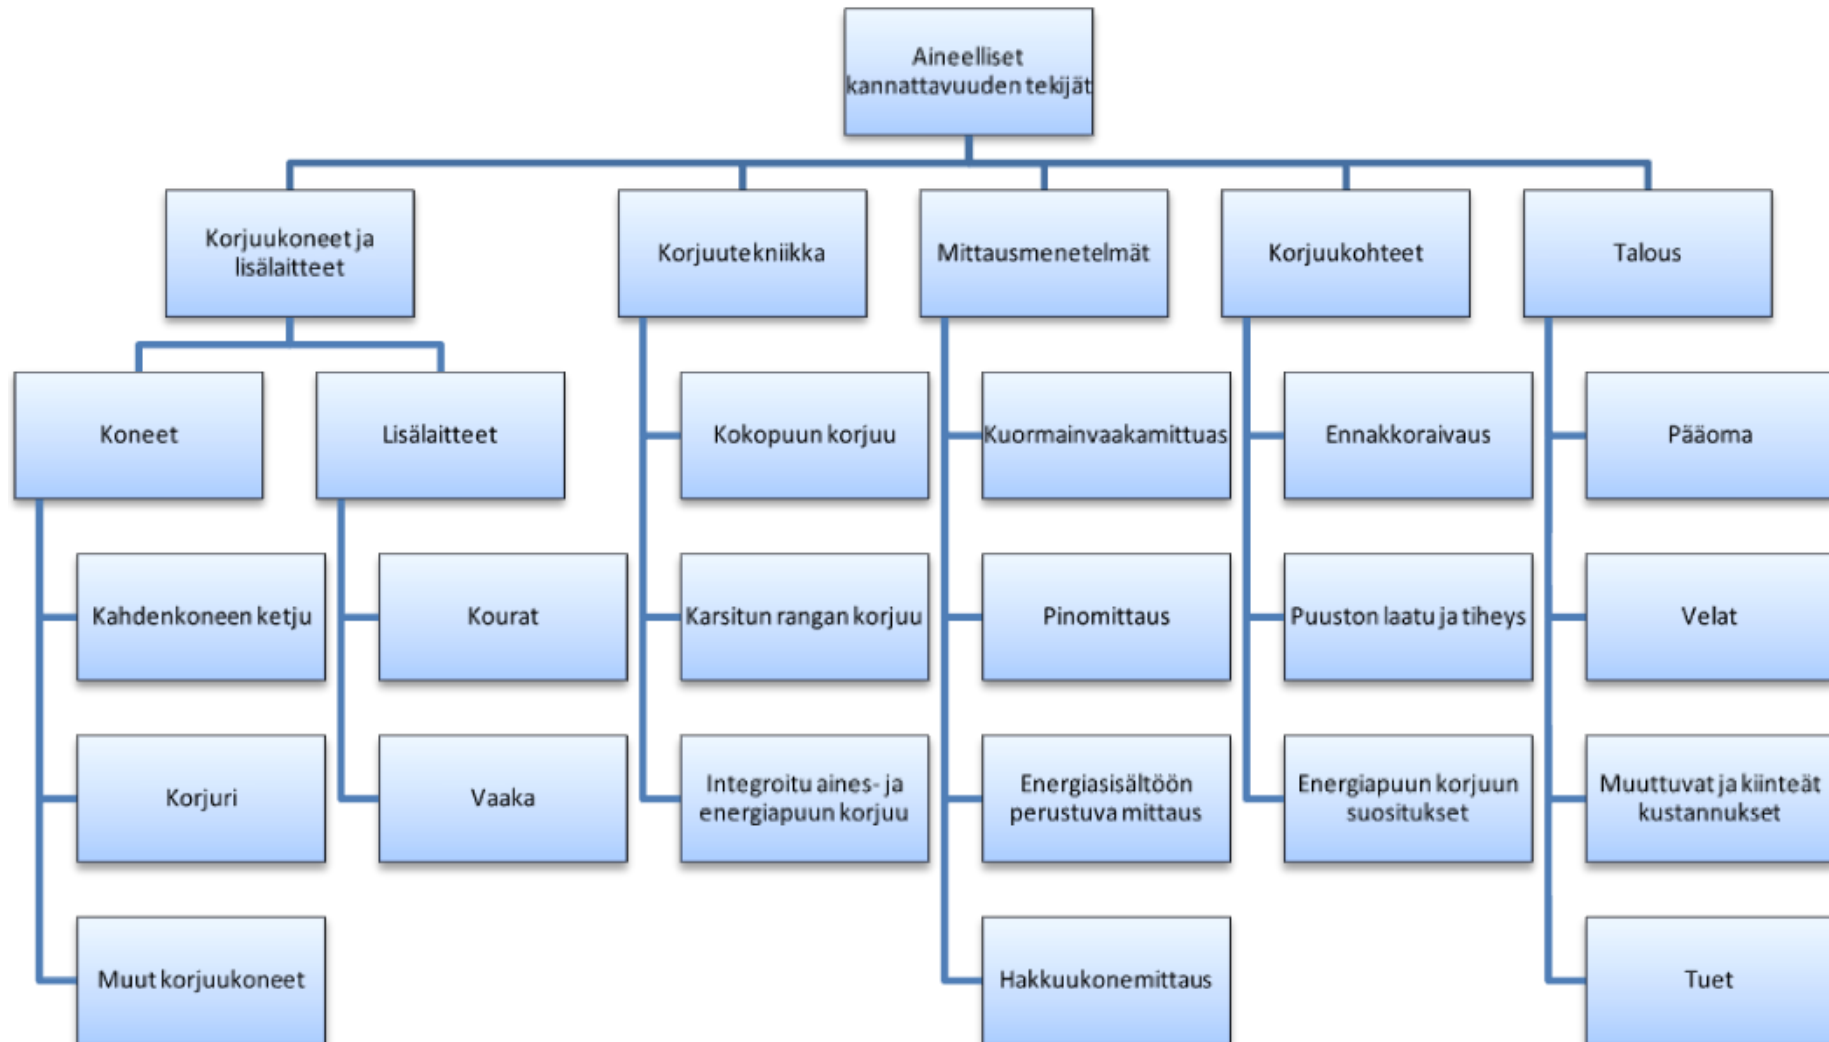 Aineelliset
kannattavuuden tekijät
Korjuukoneet ja
lisälaitteet
Korjuutekniikka
Mittausmenetelmät
Korjuukohteet
Talous
Koneet
Lisälaitteet
Kokopuun korjuu
Kuormainvaakamittuas
Ennakkoraivaus
Pääoma
Kahdenkoneen ketju
Kourat
Karsitun rangan korjuu
Pinomittaus
Puuston laatu ja tiheys
Velat
Korjuri
Vaaka
Integroitu aines- ja
energiapuun korjuu
Energiasisältöön
perustuva mittaus
Energiapuun korjuun
suositukset
Muuttuvat ja kiinteät
kustannukset
Muut korjuukoneet
Hakkuukonemittaus
Tuet